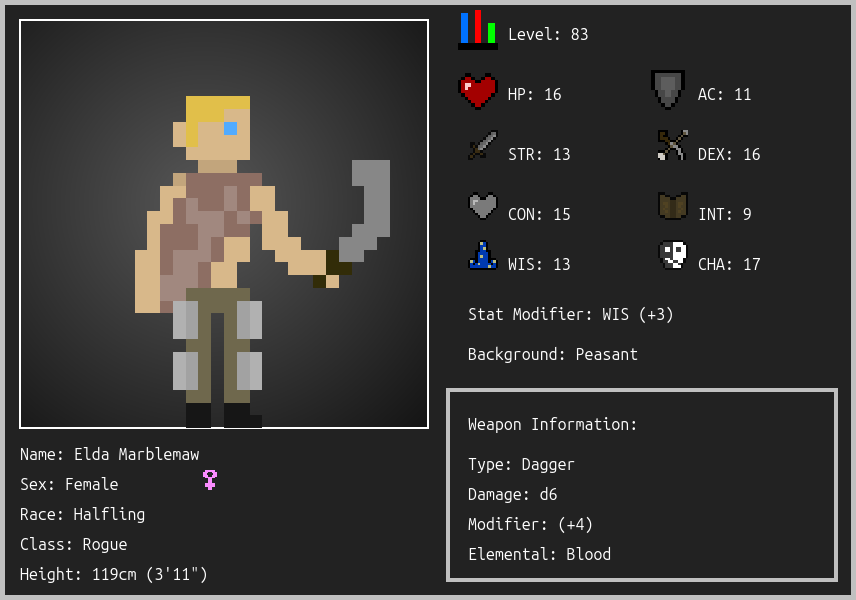 Level: 83
HP: 16
AC: 11
STR: 13
DEX: 16
CON: 15
INT: 9
WIS: 13
CHA: 17
Stat Modifier: WIS (+3)
Background: Peasant
Weapon Information:
Type: Dagger
Damage: d6
Modifier: (+4)
Elemental: Blood
Name: Elda Marblemaw
Sex: Female
Race: Halfling
Class: Rogue
Height: 119cm (3'11")